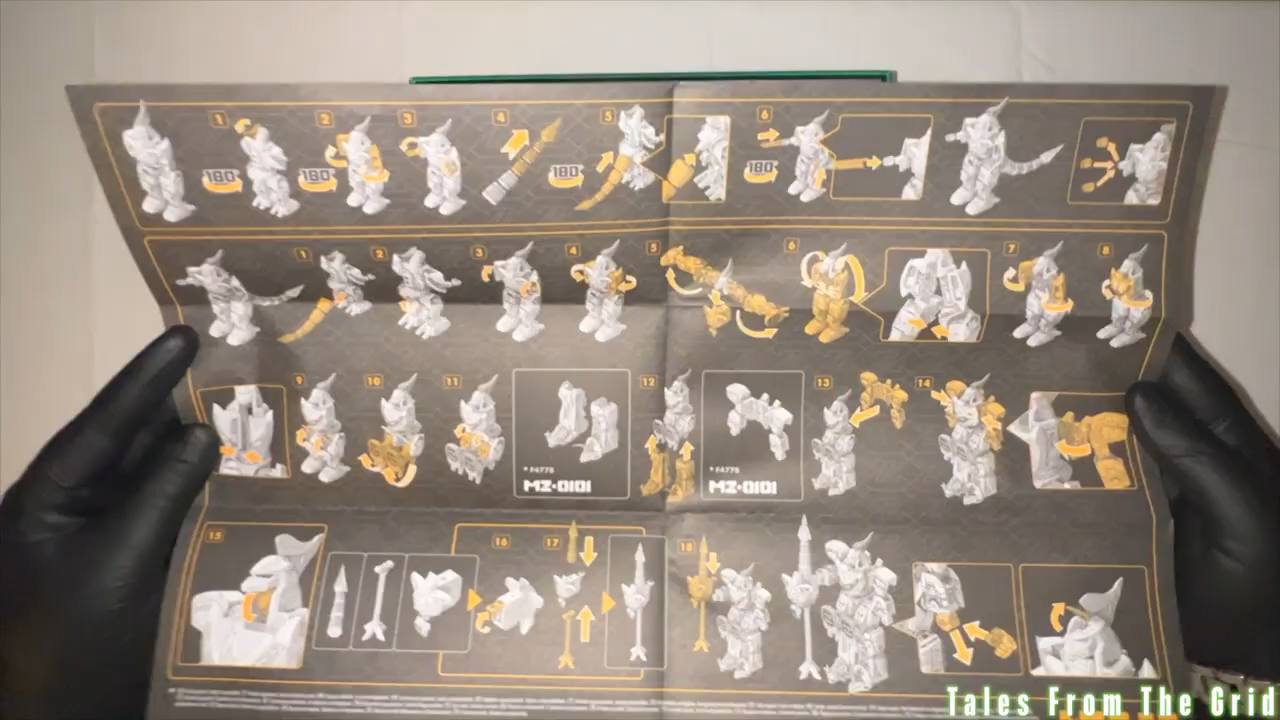 1 2 3 4 5 6
180 180 180 180
1 2 3 4 5 6 7 8
9 10 11 12 13 14
* F4775 * F4775
MZ-0101 MZ-0101
15 16 17 18
Tales From The Grid